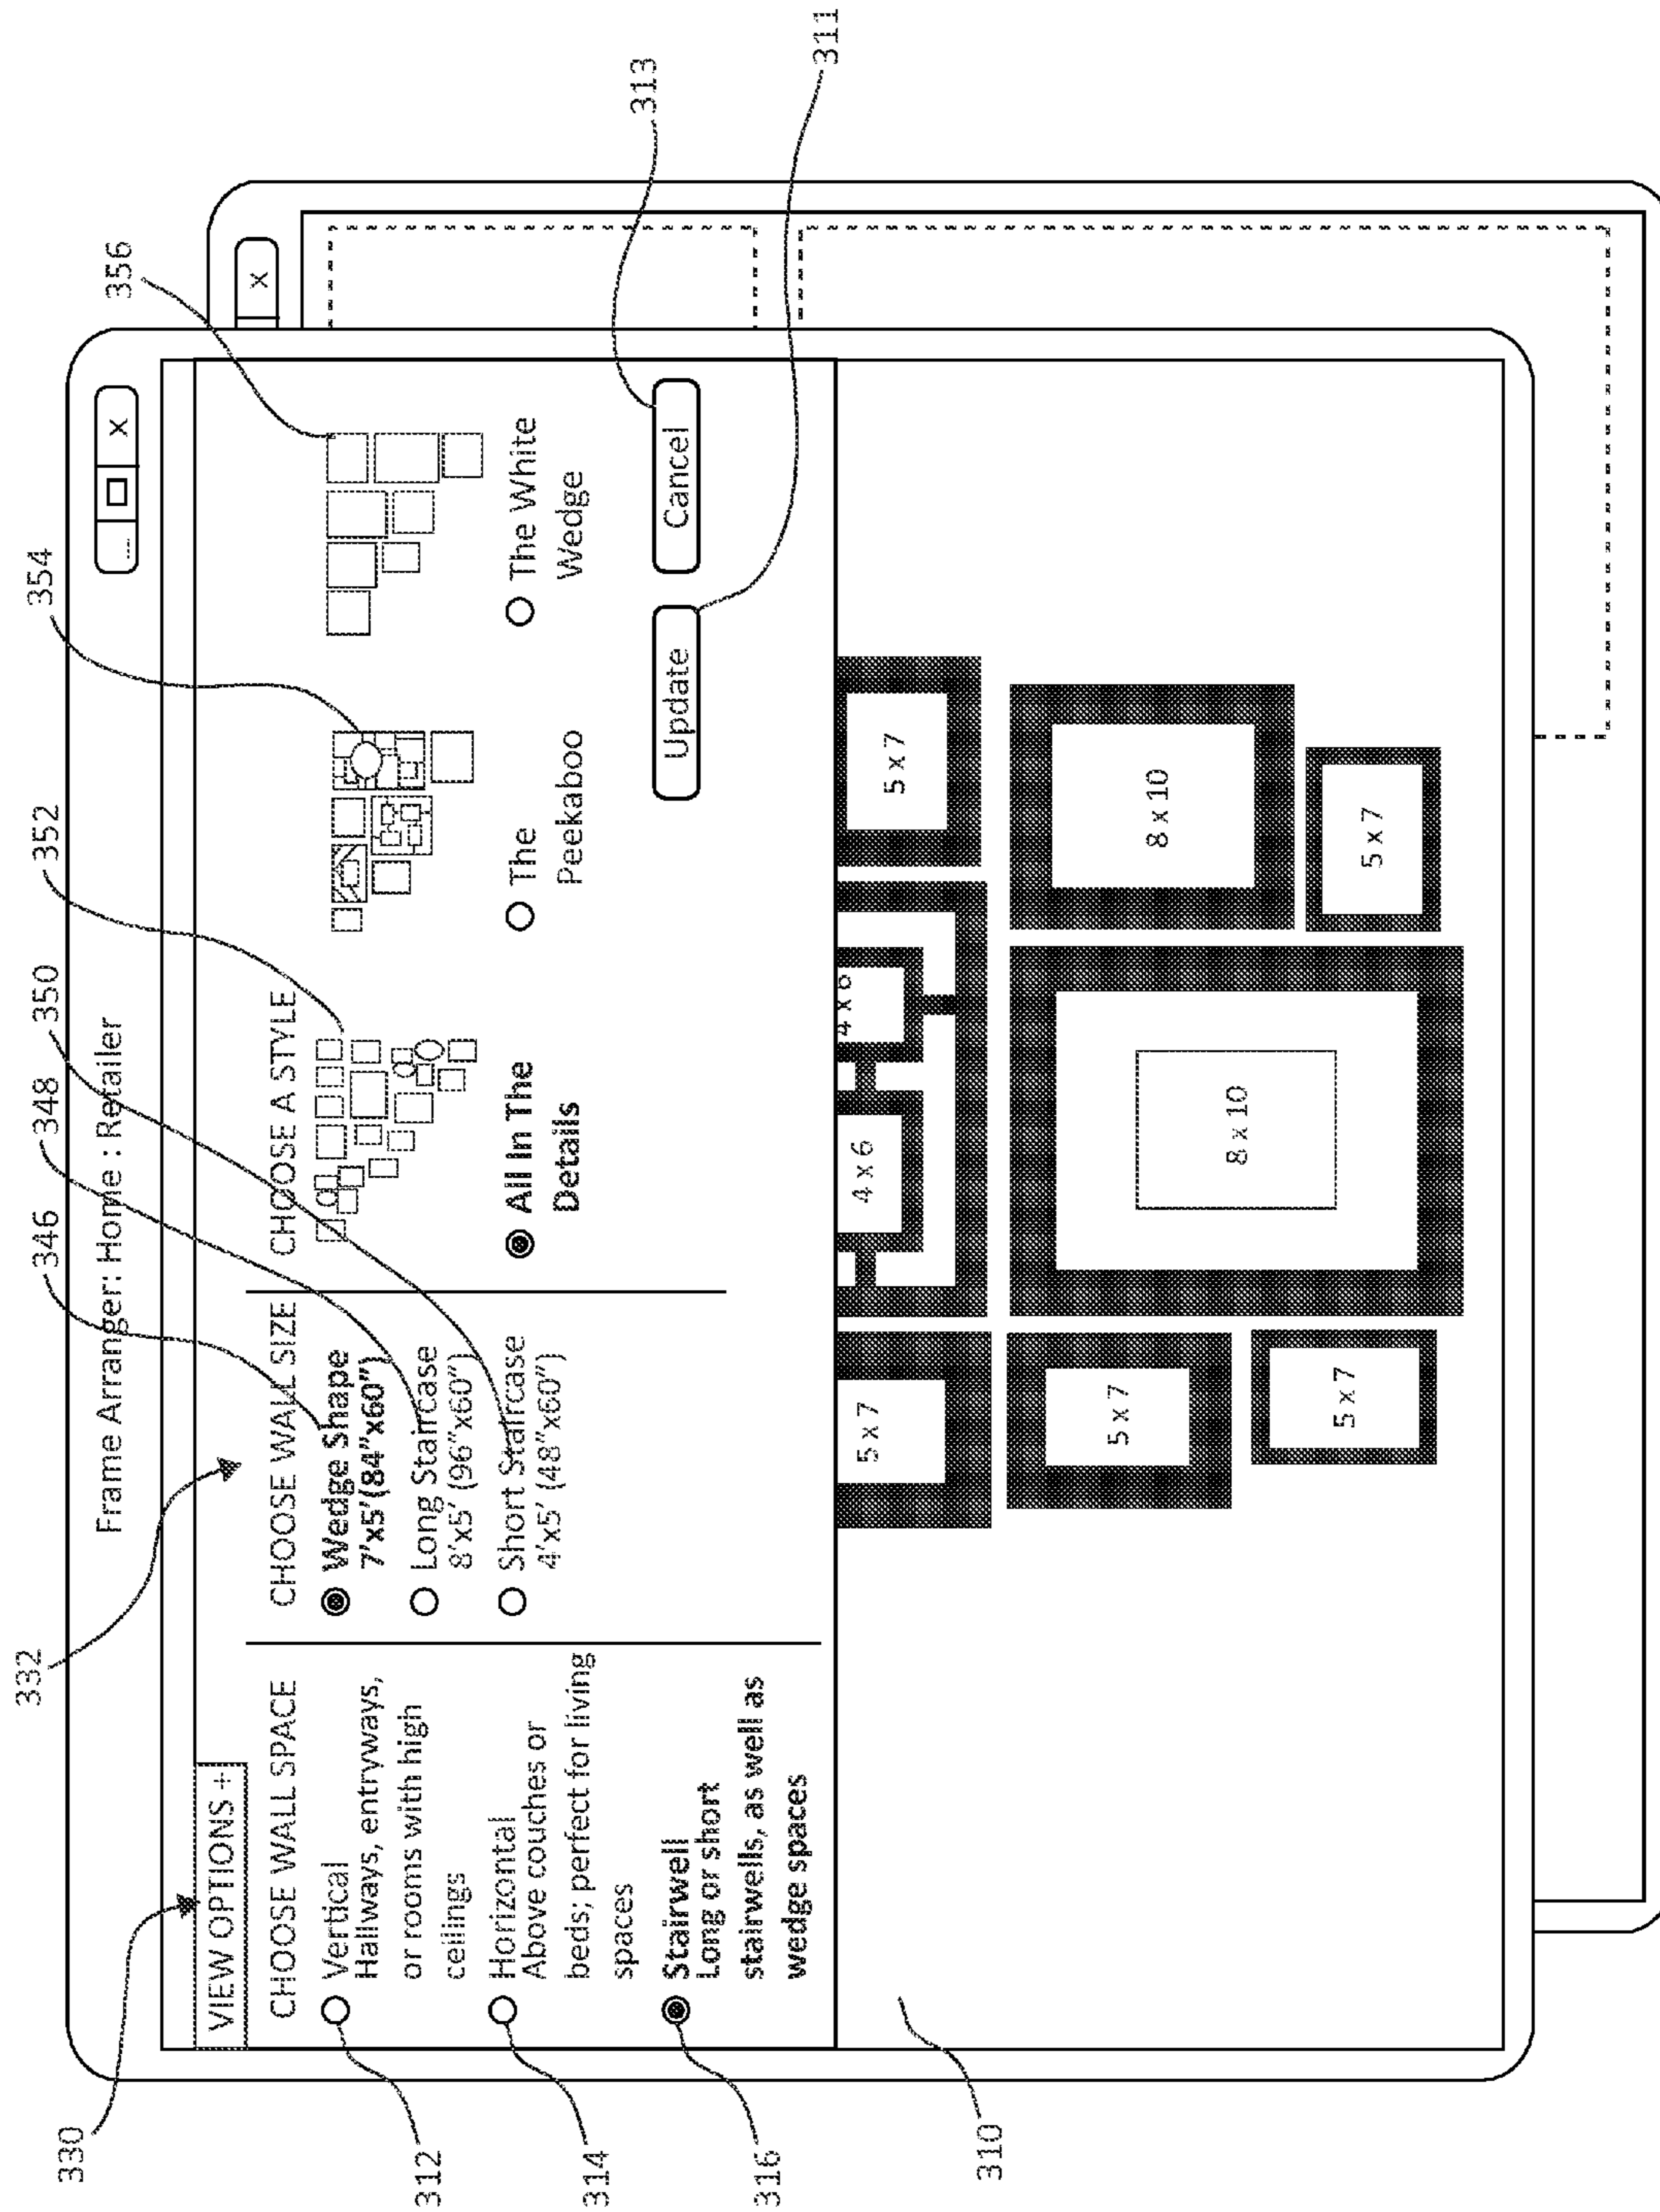 Frame Arranger: Home : Retailer
X
X
VIEW OPTIONS +
CHOOSE WALL SPACE
Vertical
Hallways, entryways,
or rooms with high
ceilings
Horizontal
Above couches or
beds; perfect for living
spaces
Stairwell
Long or short
stairwells, as well as
wedge spaces
CHOOSE WALL SIZE
Wedge Shape
7'x5'(84"x60")
Long Staircase
8'x5' (96"x60")
Short Staircase
4'x5' (48"x60")
CHOOSE A STYLE
All In The
Details
The
Peekaboo
The White
Wedge
Update
Cancel
5 x 7
4 x 6
4 x 6
5 x 7
5 x 7
8 x 10
8 x 10
5 x 7
5 x 7
330
332
346
348
350
352
354
356
313
311
312
314
316
310